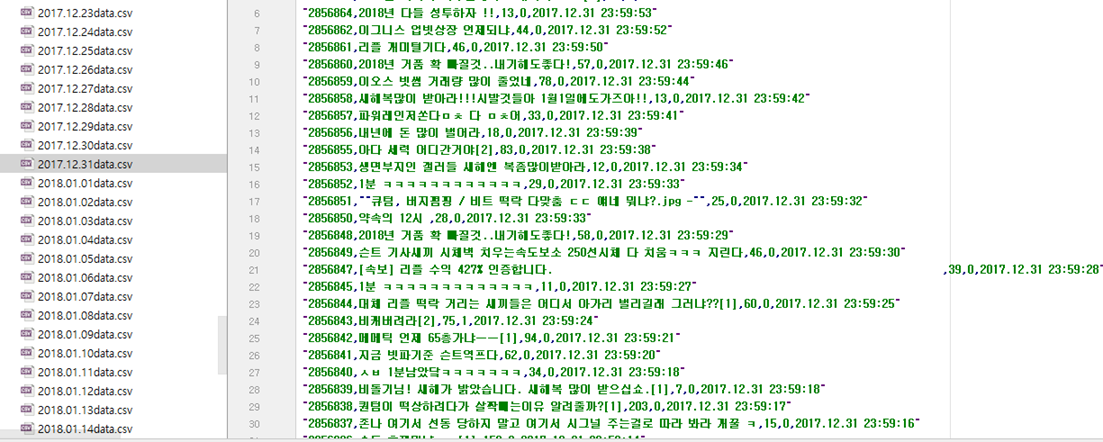 2017.12.23data.csv
2017.12.24data.csv
2017.12.25data.csv
2017.12.26data.csv
2017.12.27data.csv
2017.12.28data.csv
2017.12.29data.csv
2017.12.30data.csv
2017.12.31data.csv
2018.01.01data.csv
2018.01.02data.csv
2018.01.03data.csv
2018.01.04data.csv
2018.01.05data.csv
2018.01.06data.csv
2018.01.07data.csv
2018.01.08data.csv
2018.01.09data.csv
2018.01.10data.csv
2018.01.11data.csv
2018.01.12data.csv
2018.01.13data.csv
2018.01.14data.csv
6 "2856864,2018년 다들 성투하자 !!,13,0,2017.12.31 23:59:53"
7 "2856862,이그니스 업빗상장 언제되냐,44,0,2017.12.31 23:59:52"
8 "2856861,리플 개미털기다,46,0,2017.12.31 23:59:50"
9 "2856860,2018년 거품 확 빠질것..내기해도좋다!,57,0,2017.12.31 23:59:46"
10 "2856859,이오스 빗썸 거래량 많이 줄었네,78,0,2017.12.31 23:59:44"
11 "2856858,새해복많이 받아라!!!시발것들아 1월1일에도가즈아!!,13,0,2017.12.31 23:59:42"
12 "2856857,파워레인저쏜다ㅁㅊ 다 ㅁㅊ어,33,0,2017.12.31 23:59:41"
13 "2856856,내년에 돈 많이 벌어라,18,0,2017.12.31 23:59:39"
14 "2856855,아다 세력 어디간거야[2],83,0,2017.12.31 23:59:38"
15 "2856853,생면부지인 갤러들 새해엔 복좀많이받아라,12,0,2017.12.31 23:59:34"
16 "2856852,1분 ㅋㅋㅋㅋㅋㅋㅋㅋㅋㅋㅋㅋ,29,0,2017.12.31 23:59:33"
17 "2856851,""큐텀, 버지찜찜 / 비트 떡락 다맞춤 ㄷㄷ 얘네 뭐냐?.jpg -"",25,0,2017.12.31 23:59:32"
18 "2856850,약속의 12시 ,28,0,2017.12.31 23:59:33"
19 "2856848,2018년 거품 확 빠질것..내기해도좋다!,58,0,2017.12.31 23:59:29"
20 "2856849,슨트 기사새끼 시체벽 치우는속도보소 250선시체 다 치움ㅋㅋㅋ 지린다,46,0,2017.12.31 23:59:30"
21 "2856847,[속보] 리플 수익 427% 인증합니다. ,39,0,2017.12.31 23:59:28"
22 "2856845,1분 ㅋㅋㅋㅋㅋㅋㅋㅋㅋㅋㅋㅋㅋ,11,0,2017.12.31 23:59:27"
23 "2856844,대체 리플 떡락 거리는 새끼들은 어디서 아가리 벌리길래 그러냐??[1],60,0,2017.12.31 23:59:25"
24 "2856843,비캐버려라[2],75,1,2017.12.31 23:59:24"
25 "2856842,메메틱 언제 65층가냐ㅡㅡ[1],94,0,2017.12.31 23:59:21"
26 "2856841,지금 빗파기준 슨트역프다,62,0,2017.12.31 23:59:20"
27 "2856840,ㅅㅂ 1분남았닼ㅋㅋㅋㅋㅋㅋ,34,0,2017.12.31 23:59:18"
28 "2856839,비돌기님! 새해가 밝았습니다. 새해복 많이 받으십쇼.[1],7,0,2017.12.31 23:59:18"
29 "2856838,퀀텀이 떡상하려다가 살짝빼는이유 알려줄까?[1],203,0,2017.12.31 23:59:17"
30 "2856837,존나 여기서 선동 당하지 말고 여기서 시그널 주는걸로 따라 봐라 개꿀 ㅋ,15,0,2017.12.31 23:59:16"